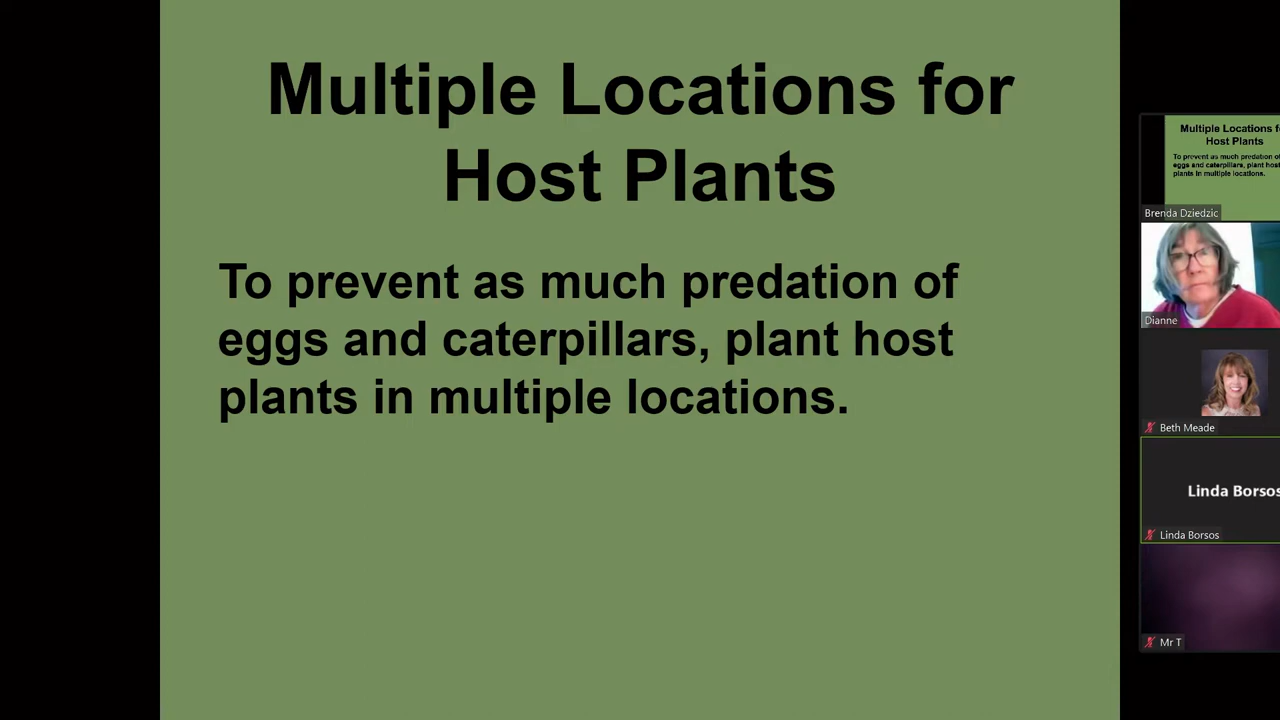 Multiple Locations for
Host Plants
To prevent as much predation of
eggs and caterpillars, plant host
plants in multiple locations.
Multiple Locations f
Host Plants
To prevent as much predation of
eggs and caterpillars, plant host
plants in multiple locations.
Brenda Dziedzic
Dianne
Beth Meade
Linda Borsos
Linda Borsos
Mr T